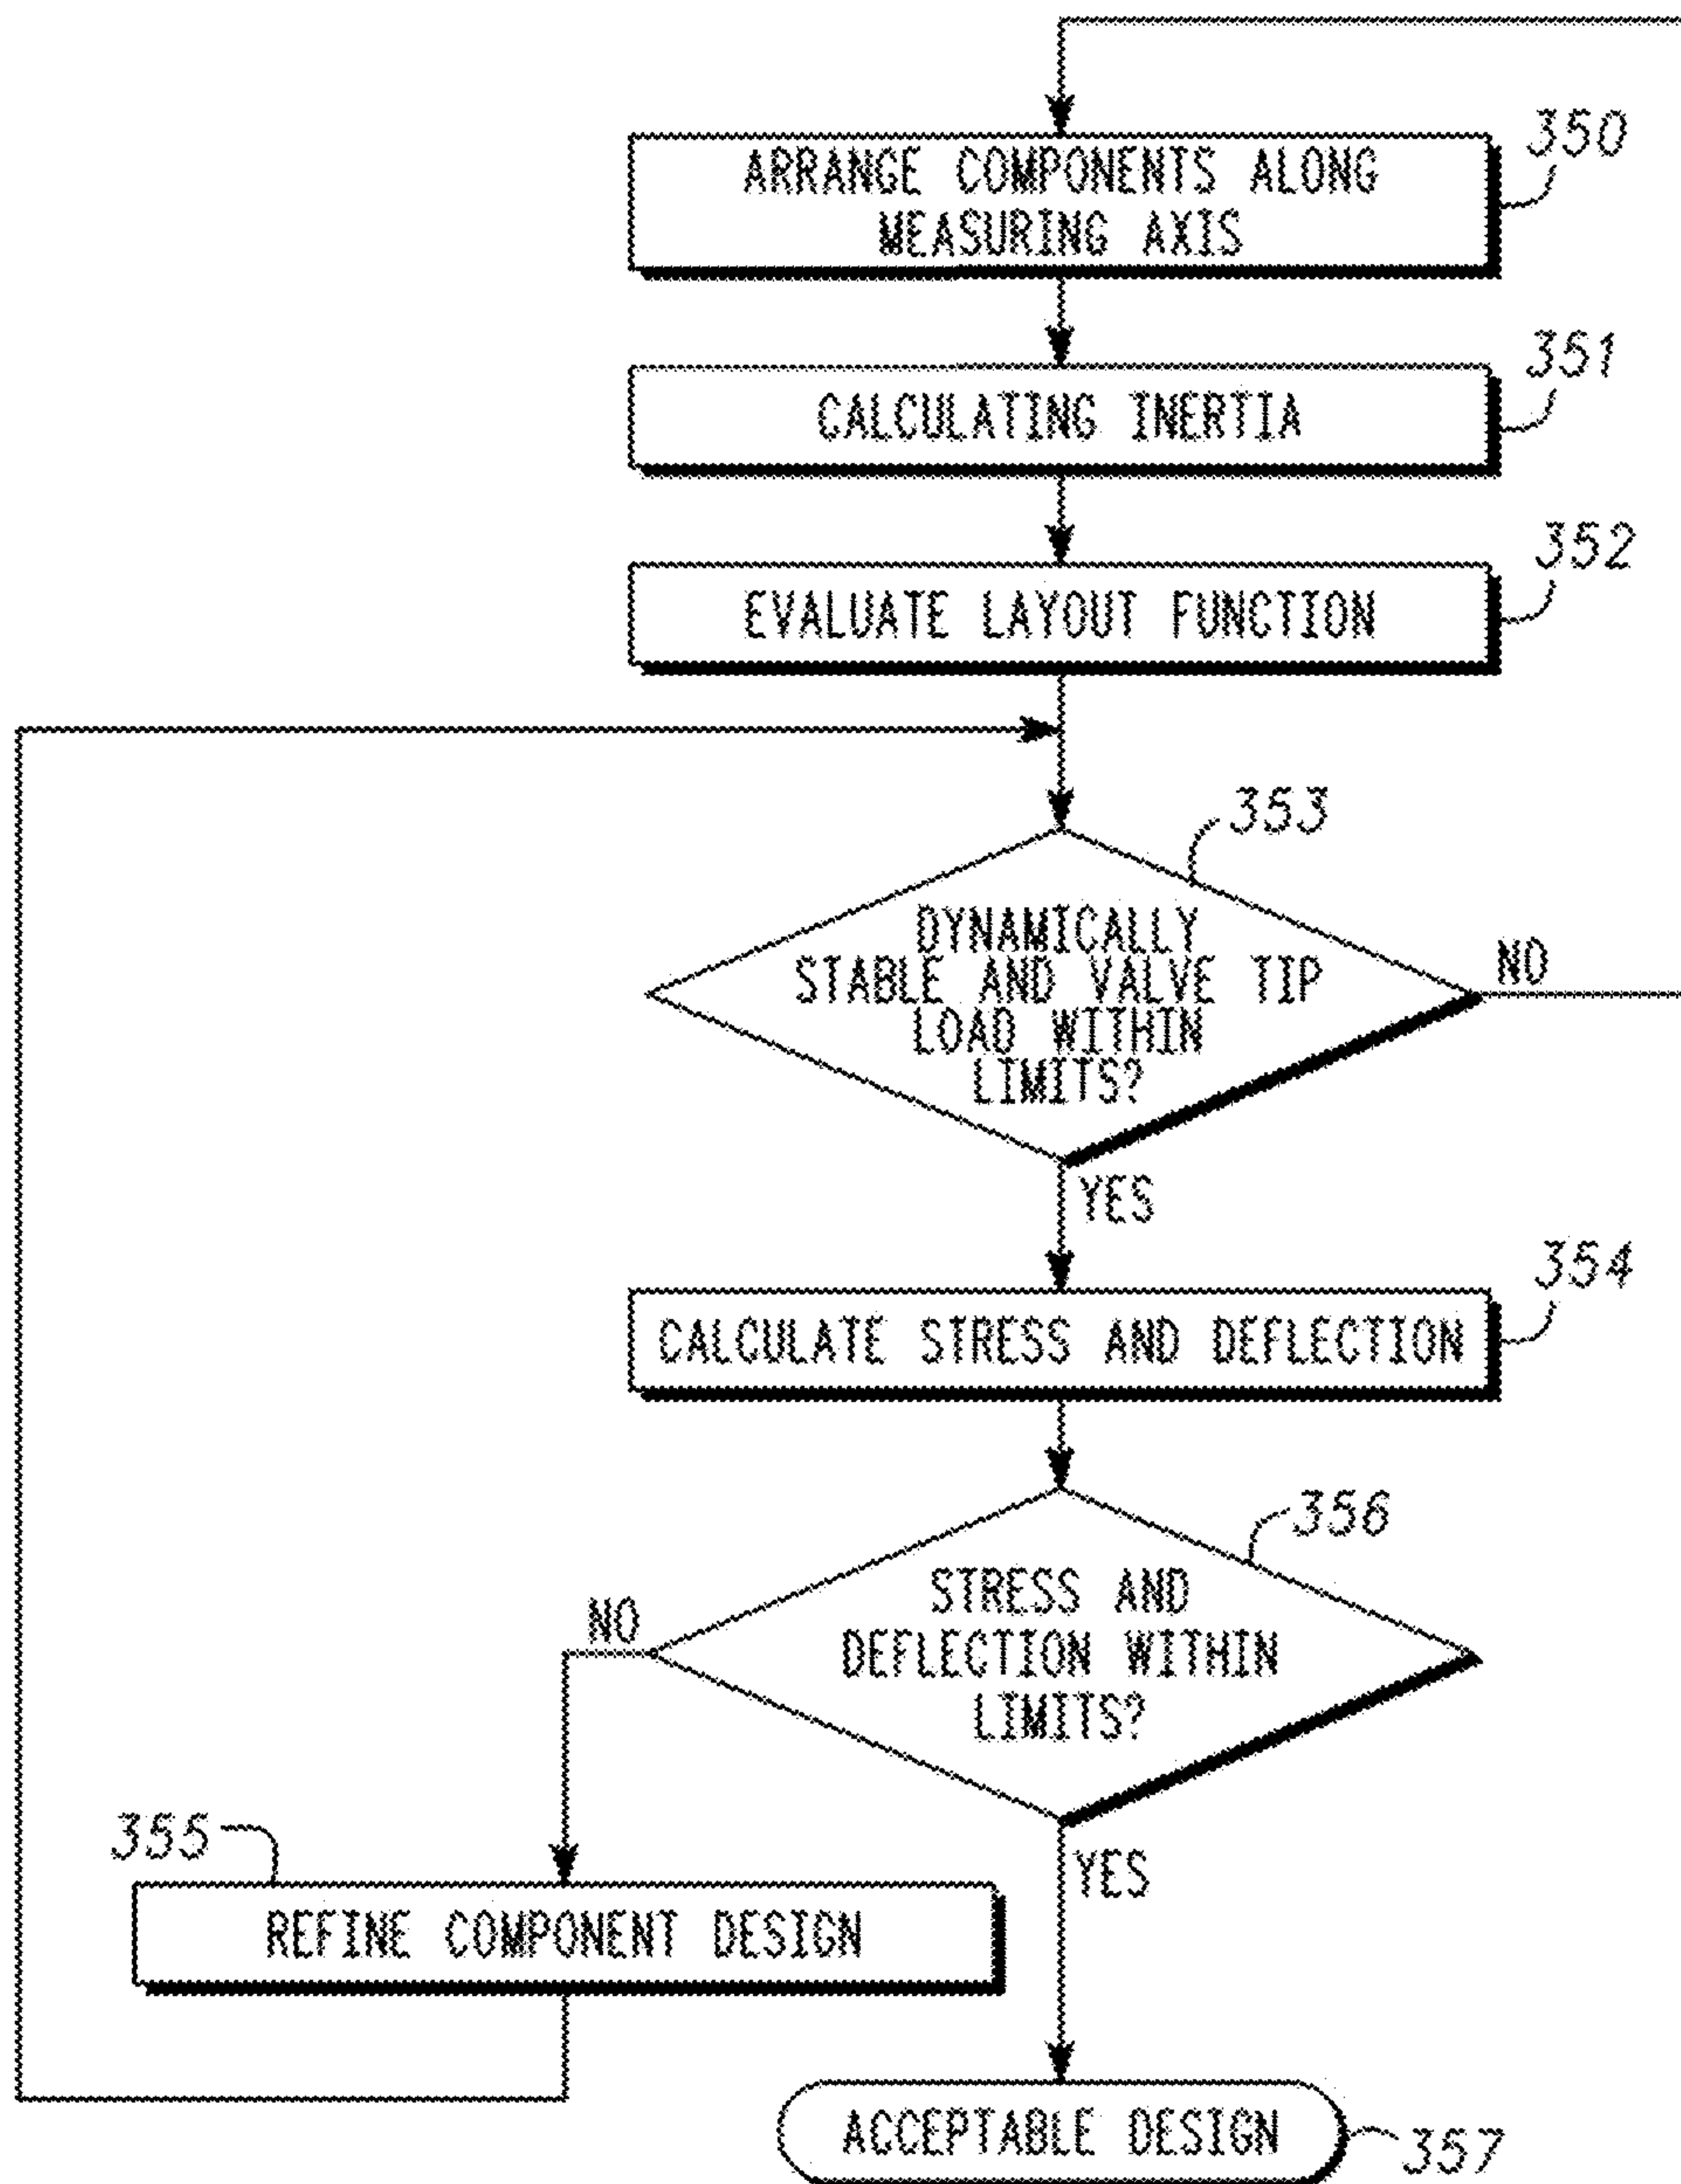 350
ARRANGE COMPONENTS ALONG
MEASURING AXIS
351
CALCULATING INERTIA
352
EVALUATE LAYOUT FUNCTION
353
DYNAMICALLY
STABLE AND VALVE TIP
LOAD WITHIN
LIMITS?
NO
YES
354
CALCULATE STRESS AND DEFLECTION
356
STRESS AND
DEFLECTION WITHIN
LIMITS?
NO
YES
355
REFINE COMPONENT DESIGN
ACCEPTABLE DESIGN
357